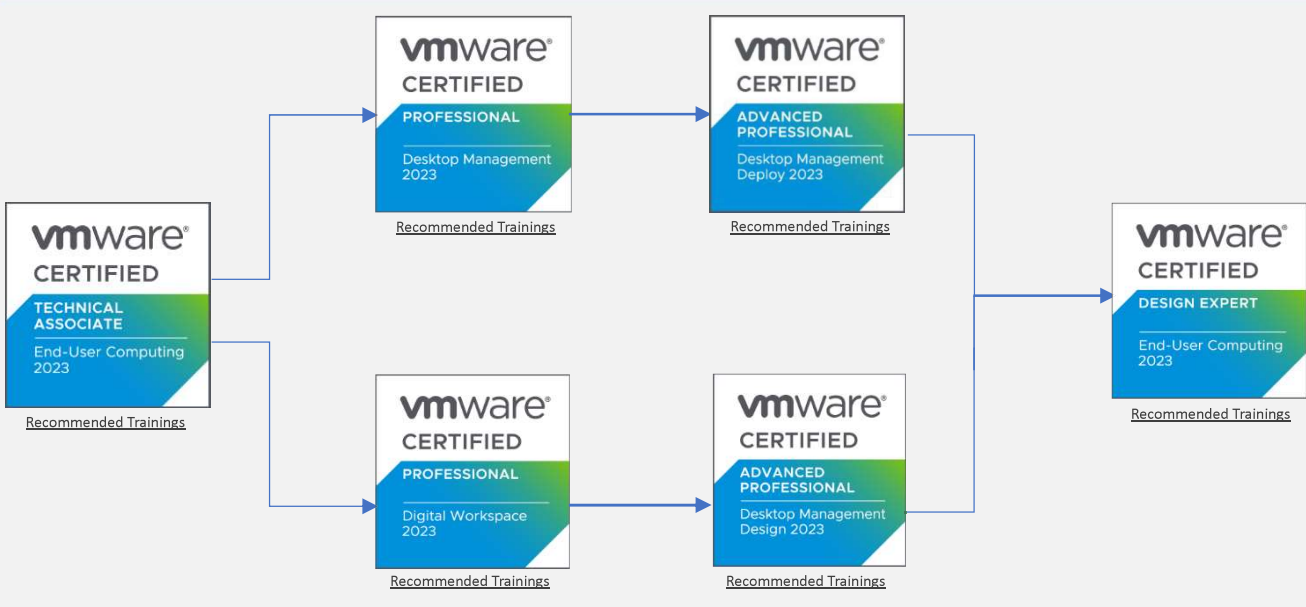 vmware®
CERTIFIED
PROFESSIONAL
Desktop Management
2023
Recommended Trainings
vmware®
CERTIFIED
ADVANCED
PROFESSIONAL
Desktop Management
Deploy 2023
Recommended Trainings
vmware®
CERTIFIED
TECHNICAL
ASSOCIATE
End-User Computing
2023
Recommended Trainings
vmware®
CERTIFIED
DESIGN EXPERT
End-User Computing
2023
Recommended Trainings
vmware®
CERTIFIED
PROFESSIONAL
Digital Workspace
2023
Recommended Trainings
vmware®
CERTIFIED
ADVANCED
PROFESSIONAL
Desktop Management
Design 2023
Recommended Trainings